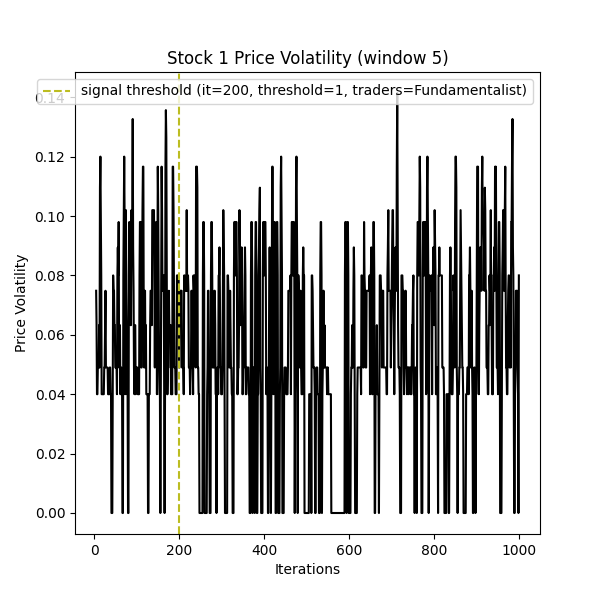 Stock 1 Price Volatility (window 5)
signal threshold (it=200, threshold=1, traders=Fundamentalist)
0.14
0.12
0.10
0.08
0.06
0.04
0.02
0.00
Price Volatility
0 200 400 600 800 1000
Iterations